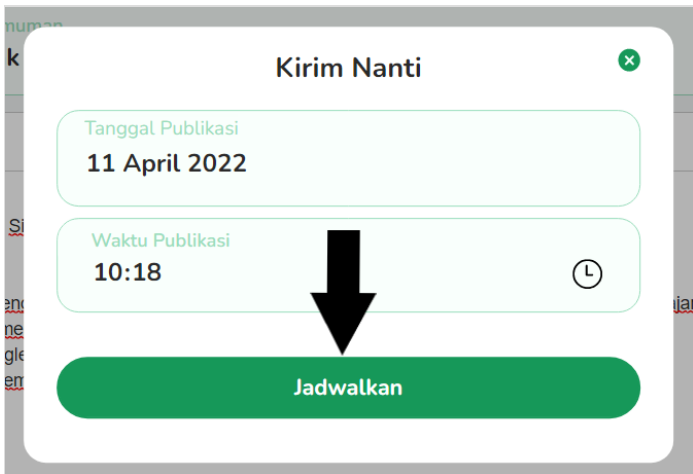 Kirim Nanti
Tanggal Publikasi
11 April 2022
Waktu Publikasi
10:18
Jadwalkan